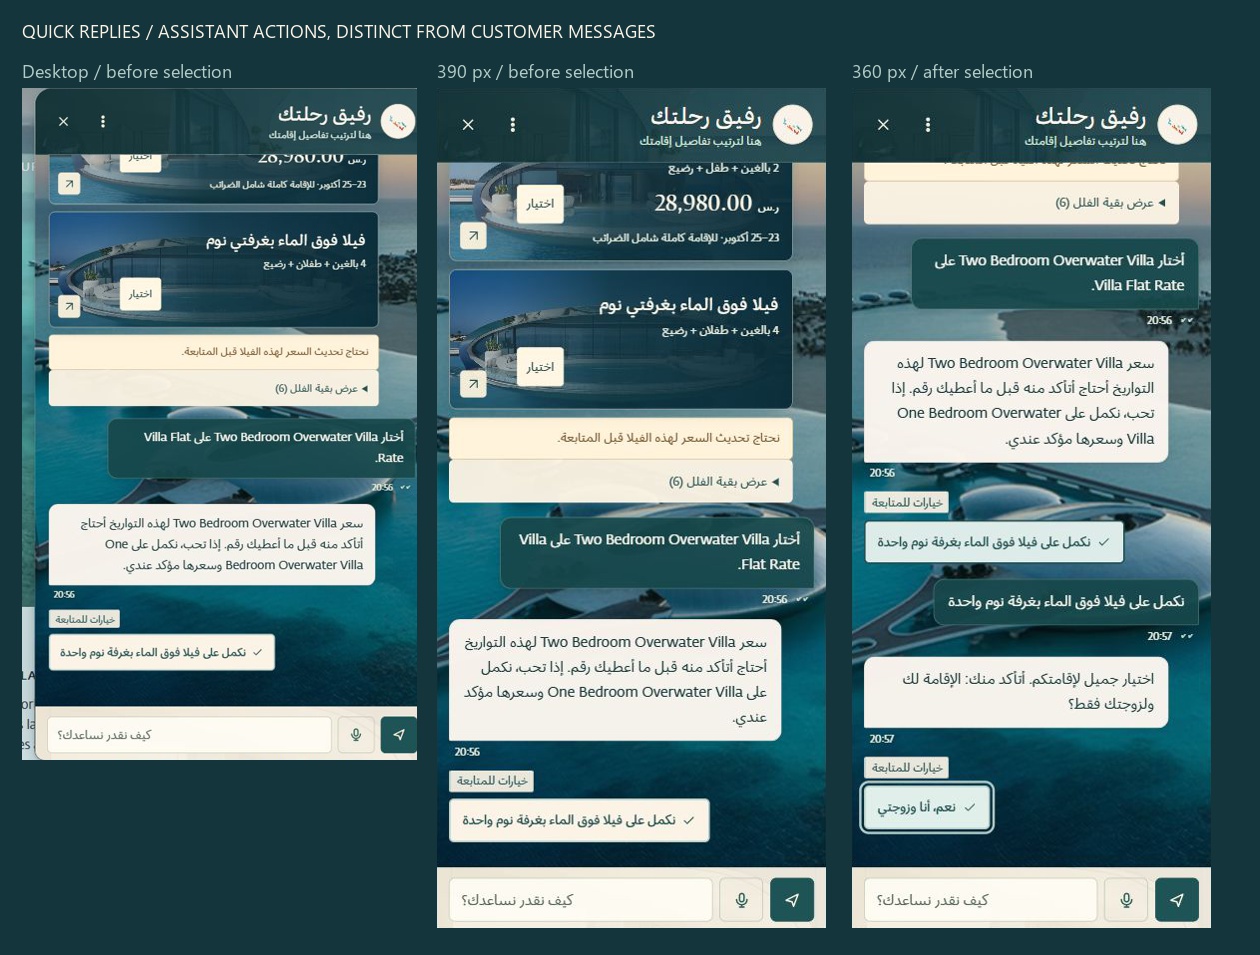 QUICK REPLIES / ASSISTANT ACTIONS, DISTINCT FROM CUSTOMER MESSAGES
Desktop / before selection
رفيق رحلتك
هنا لترتيب تفاصيل إقامتك
28,980.00 ر.س
اختيار
23–25 أكتوبر· للإقامة كاملة شامل الضرائب
فيلا فوق الماء بغرفتي نوم
4 بالغين + طفلان + رضيع
اختيار
نحتاج تحديث السعر لهذه الفيلا قبل المتابعة.
عرض بقية الفلل (6)
أختار Two Bedroom Overwater Villa على Villa Flat
Rate.
20:56
سعر Two Bedroom Overwater Villa لهذه التواريخ أحتاج
أتأكد منه قبل ما أعطيك رقم. إذا تحب، نكمل على One
Bedroom Overwater Villa وسعرها مؤكد عندي.
20:56
خيارات للمتابعة
نكمل على فيلا فوق الماء بغرفة نوم واحدة
كيف نقدر نساعدك؟
390 px / before selection
رفيق رحلتك
هنا لترتيب تفاصيل إقامتك
2 بالغين + طفل + رضيع
28,980.00 ر.س
اختيار
23–25 أكتوبر· للإقامة كاملة شامل الضرائب
فيلا فوق الماء بغرفتي نوم
4 بالغين + طفلان + رضيع
اختيار
نحتاج تحديث السعر لهذه الفيلا قبل المتابعة.
عرض بقية الفلل (6)
أختار Two Bedroom Overwater Villa على Villa
Flat Rate.
20:56
سعر Two Bedroom Overwater Villa لهذه التواريخ
أحتاج أتأكد منه قبل ما أعطيك رقم. إذا تحب، نكمل
على One Bedroom Overwater Villa وسعرها مؤكد
عندي.
20:56
خيارات للمتابعة
نكمل على فيلا فوق الماء بغرفة نوم واحدة
كيف نقدر نساعدك؟
360 px / after selection
رفيق رحلتك
هنا لترتيب تفاصيل إقامتك
عرض بقية الفلل (6)
أختار Two Bedroom Overwater Villa على
Villa Flat Rate.
20:56
سعر Two Bedroom Overwater Villa لهذه
التواريخ أحتاج أتأكد منه قبل ما أعطيك رقم. إذا
تحب، نكمل على One Bedroom Overwater
Villa وسعرها مؤكد عندي.
20:56
خيارات للمتابعة
نكمل على فيلا فوق الماء بغرفة نوم واحدة
نكمل على فيلا فوق الماء بغرفة نوم واحدة
20:57
اختيار جميل لإقامتكم. أتأكد منك: الإقامة لك
ولزوجتك فقط؟
20:57
خيارات للمتابعة
نعم، أنا وزوجتي
كيف نقدر نساعدك؟